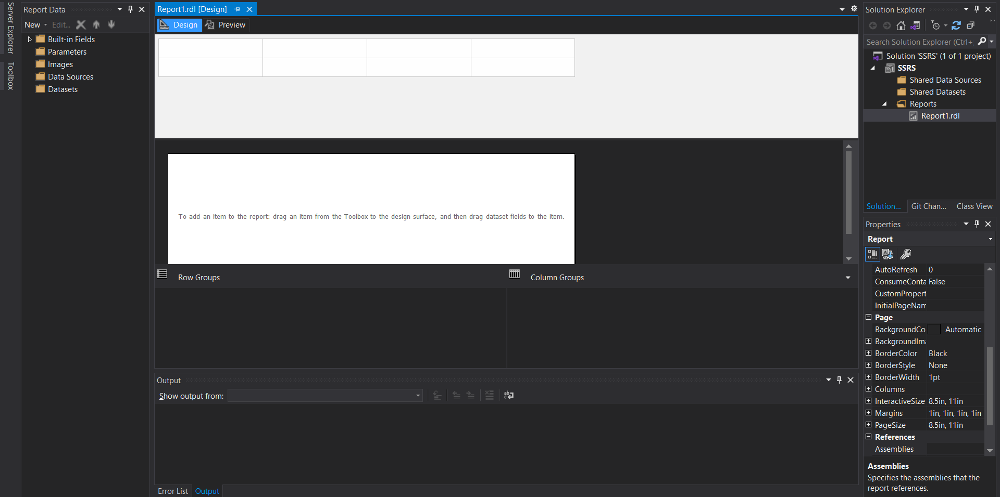 Server Explorer
Toolbox
Report Data
New
Edit...
Built-in Fields
Parameters
Images
Data Sources
Datasets
Report1.rdl [Design]
Design
Preview
To add an item to the report: drag an item from the Toolbox to the design surface, and then drag dataset fields to the item.
Row Groups
Column Groups
Output
Show output from:
Error List
Output
Solution Explorer
Search Solution Explorer (Ctrl+
Solution 'SSRS' (1 of 1 project)
SSRS
Shared Data Sources
Shared Datasets
Reports
Report1.rdl
Solution...
Git Chan...
Class View
Properties
Report
AutoRefresh 0
ConsumeConta False
CustomPropert
InitialPageNam
Page
BackgroundCo Automatic
BackgroundIma
BorderColor Black
BorderStyle None
BorderWidth 1pt
Columns
InteractiveSize 8.5in, 11in
Margins 1in, 1in, 1in, 1in
PageSize 8.5in, 11in
References
Assemblies
Assemblies
Specifies the assemblies that the
report references.